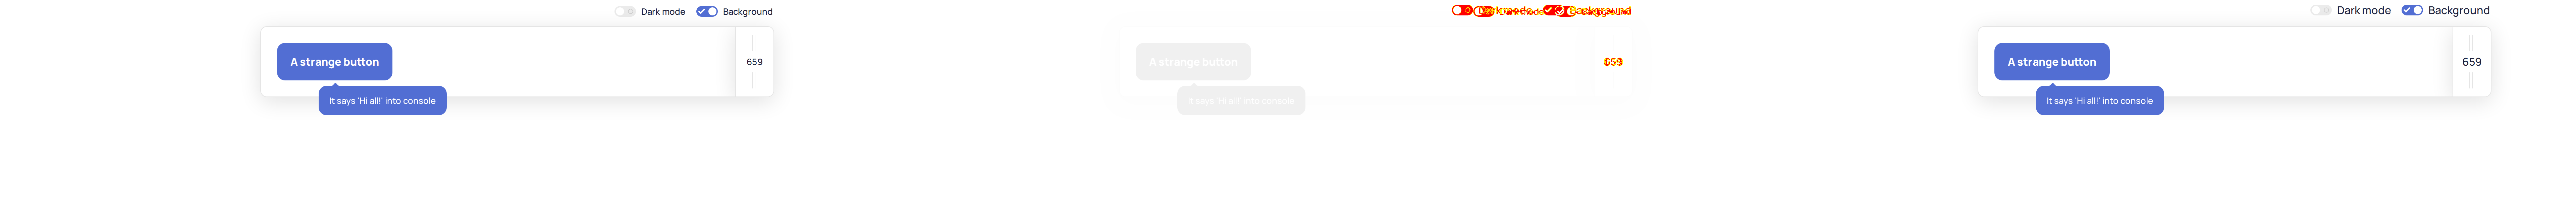 Dark mode Background
A strange button
659
It says 'Hi all!' into console
659
A strange button
It says 'Hi all!' into console
Dark mode Background
A strange button
659
It says 'Hi all!' into console